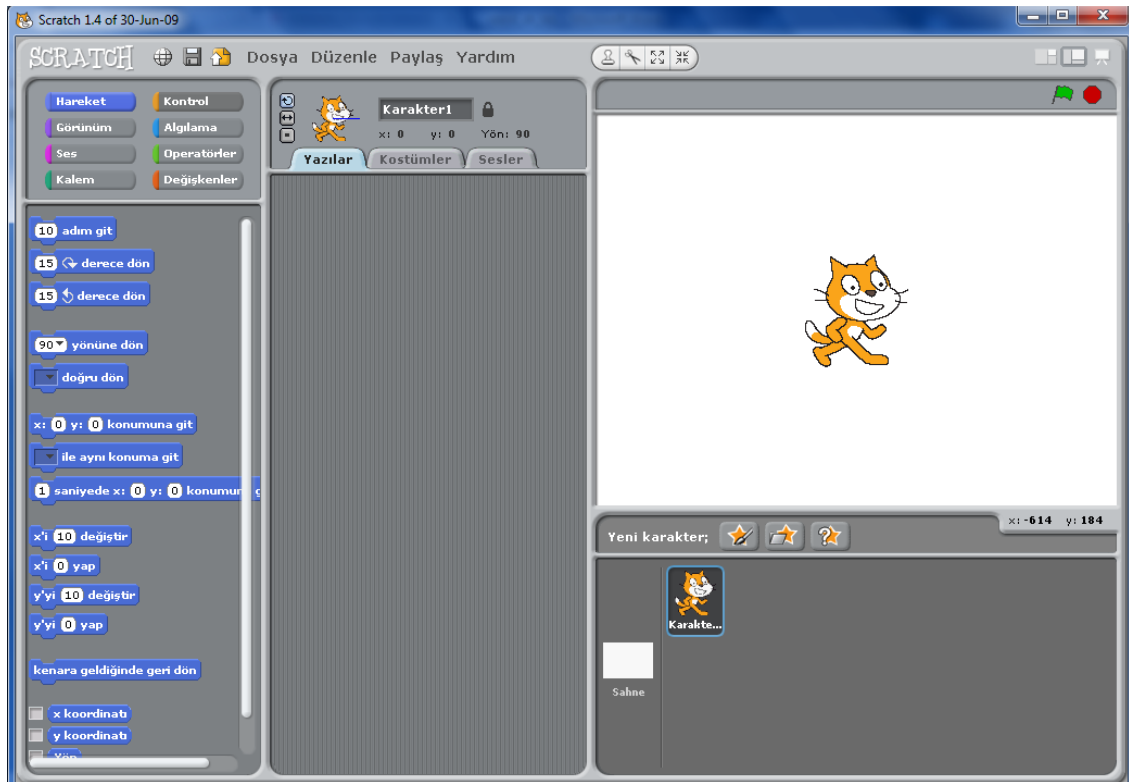 Scratch 1.4 of 30-Jun-09
SCRATCH Dosya Düzenle Paylaş Yardım
Hareket Kontrol
Görünüm Algılama
Ses Operatörler
Kalem Değişkenler
10 adım git
15 derece dön
15 derece dön
90 yönüne dön
doğru dön
x: 0 y: 0 konumuna git
ile aynı konuma git
1 saniyede x: 0 y: 0 konumun
x'i 10 değiştir
x'i 0 yap
y'yi 10 değiştir
y'yi 0 yap
kenara geldiğinde geri dön
x koordinatı
y koordinatı
Yön
Karakter1
x: 0 y: 0 Yön: 90
Yazılar Kostümler Sesler
x: -614 y: 184
Yeni karakter;
Karakte...
Sahne